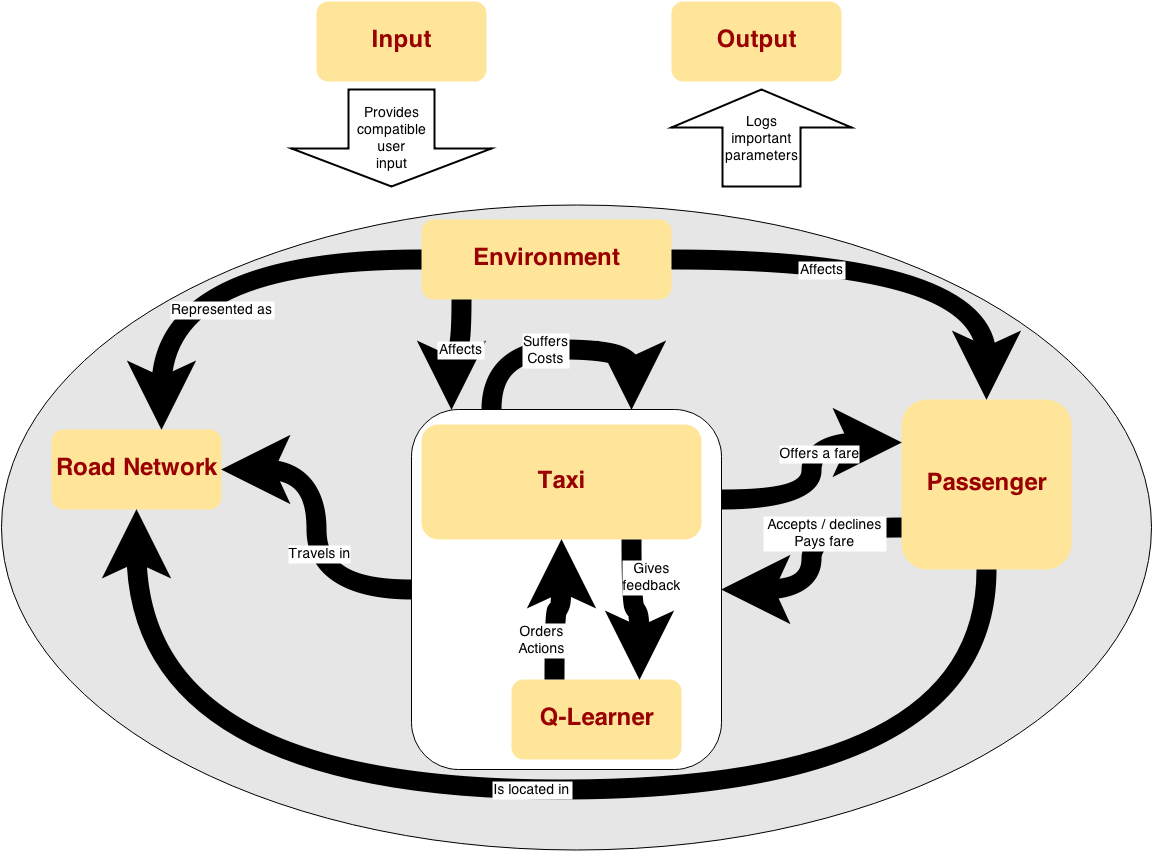 Input
Output
Provides
compatible
user
input
Logs
important
parameters
Environment
Affects
Represented as
Affects
Suffers
Costs
Road Network
Taxi
Passenger
Offers a fare
Accepts / declines
Pays fare
Travels in
Gives
feedback
Orders
Actions
Q-Learner
Is located in